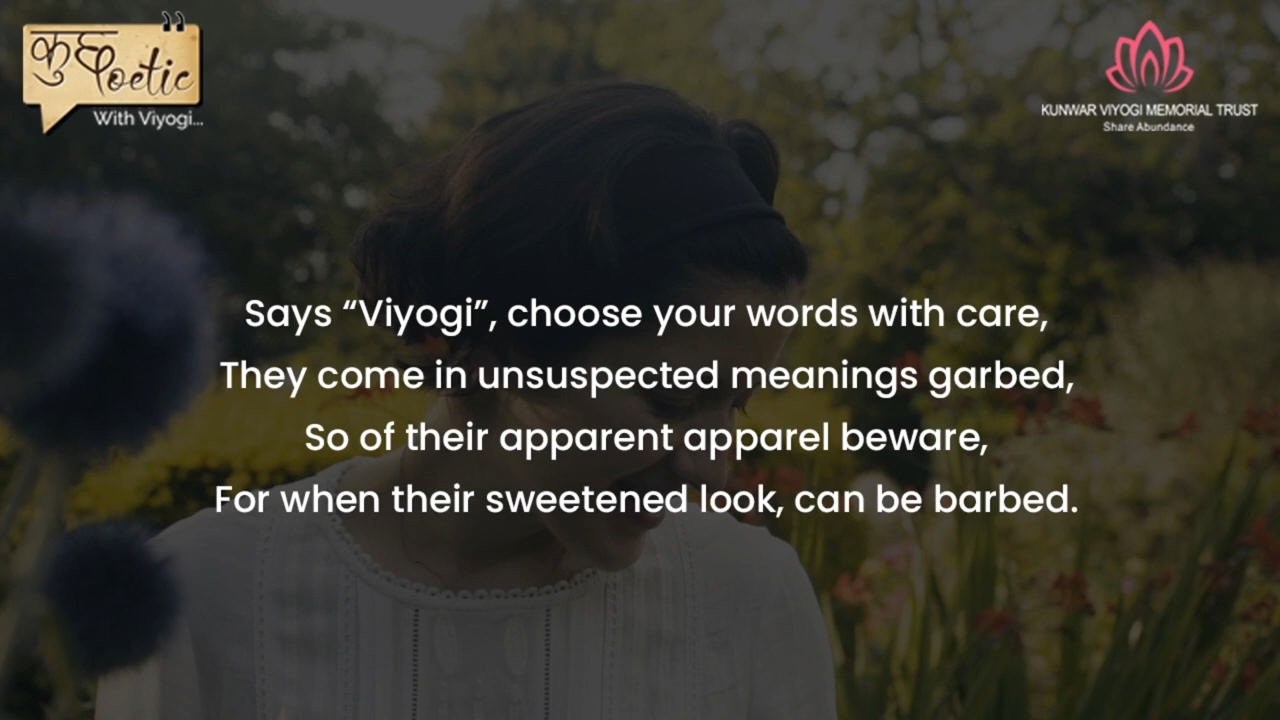 कुछ Poetic
With Viyogi...
KUNWAR VIYOGI MEMORIAL TRUST
Share Abundance
Says “Viyogi”, choose your words with care,
They come in unsuspected meanings garbed,
So of their apparent apparel beware,
For when their sweetened look, can be barbed.